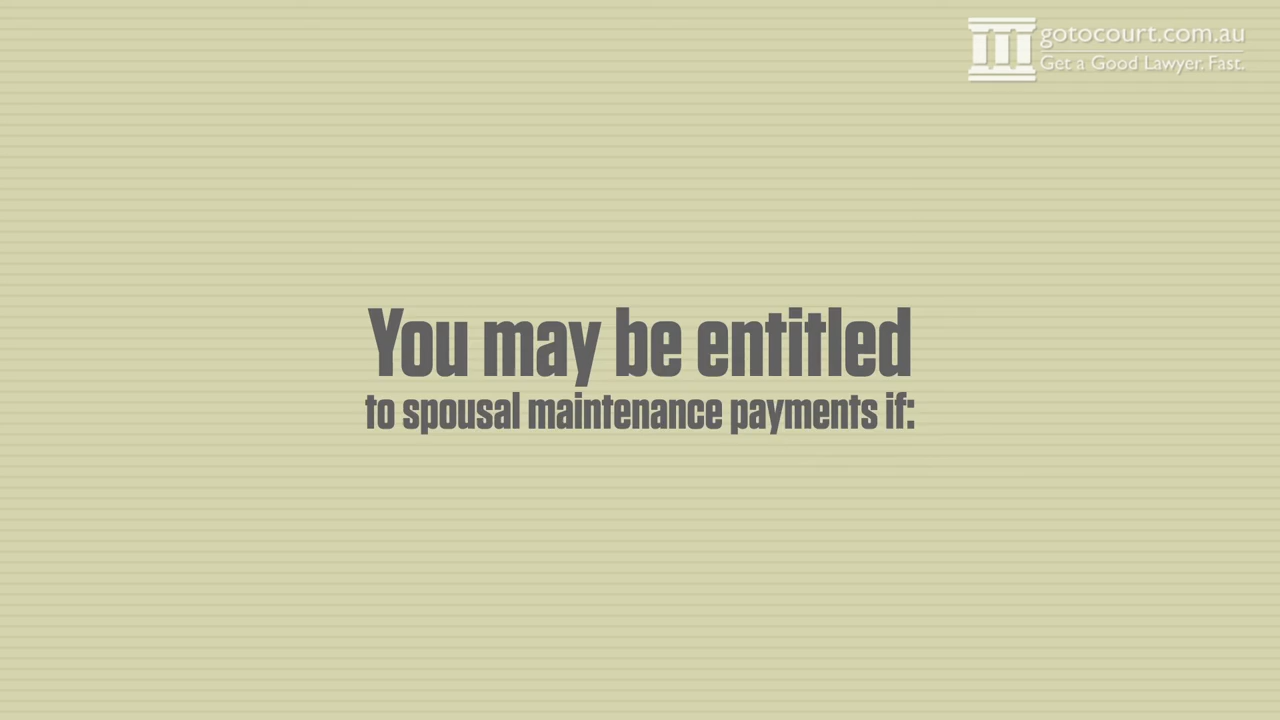 gotocourt.com.au
Get a Good Lawyer. Fast.
You may be entitled
to spousal maintenance payments if: